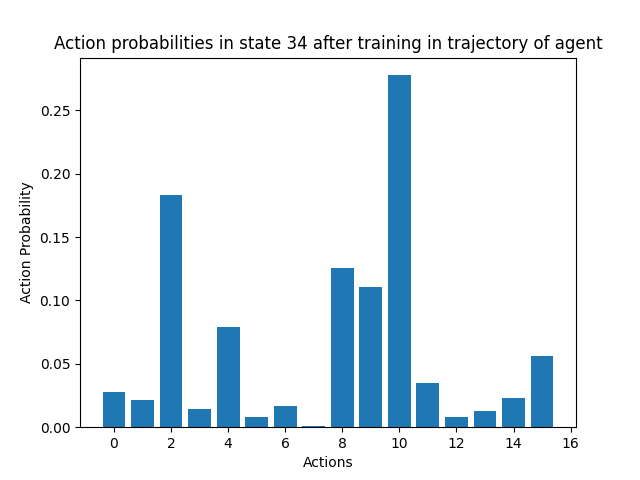 Action probabilities in state 34 after training in trajectory of agent
0.25
0.20
0.15
0.10
0.05
0.00
Action Probability
0 2 4 6 8 10 12 14 16
Actions